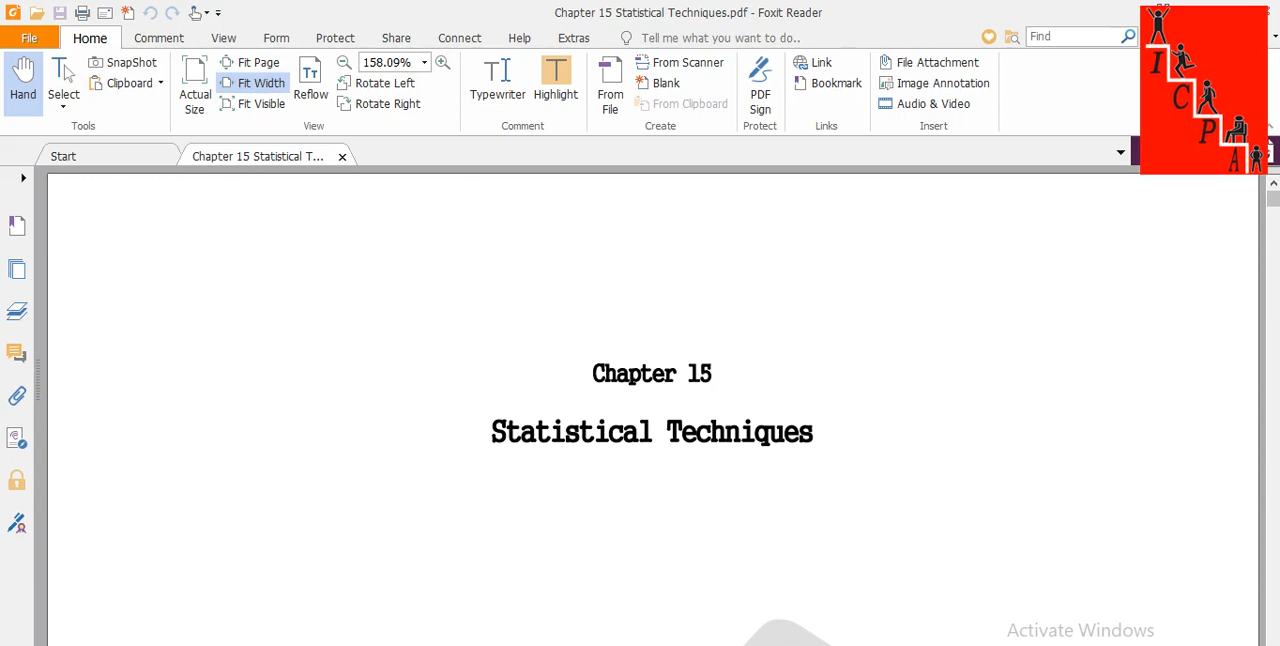 Chapter 15 Statistical Techniques.pdf - Foxit Reader
File Home Comment View Form Protect Share Connect Help Extras Tell me what you want to do.. Find
Hand
Select
SnapShot
Clipboard
Tools
Actual Size
Fit Page
Fit Width
Fit Visible
Reflow
158.09%
Rotate Left
Rotate Right
View
Typewriter
Highlight
Comment
From File
From Scanner
Blank
From Clipboard
Create
PDF Sign
Protect
Link
Bookmark
Links
File Attachment
Image Annotation
Audio & Video
Insert
I
C
P
A
Start
Chapter 15 Statistical T...
Chapter 15
Statistical Techniques
Activate Windows